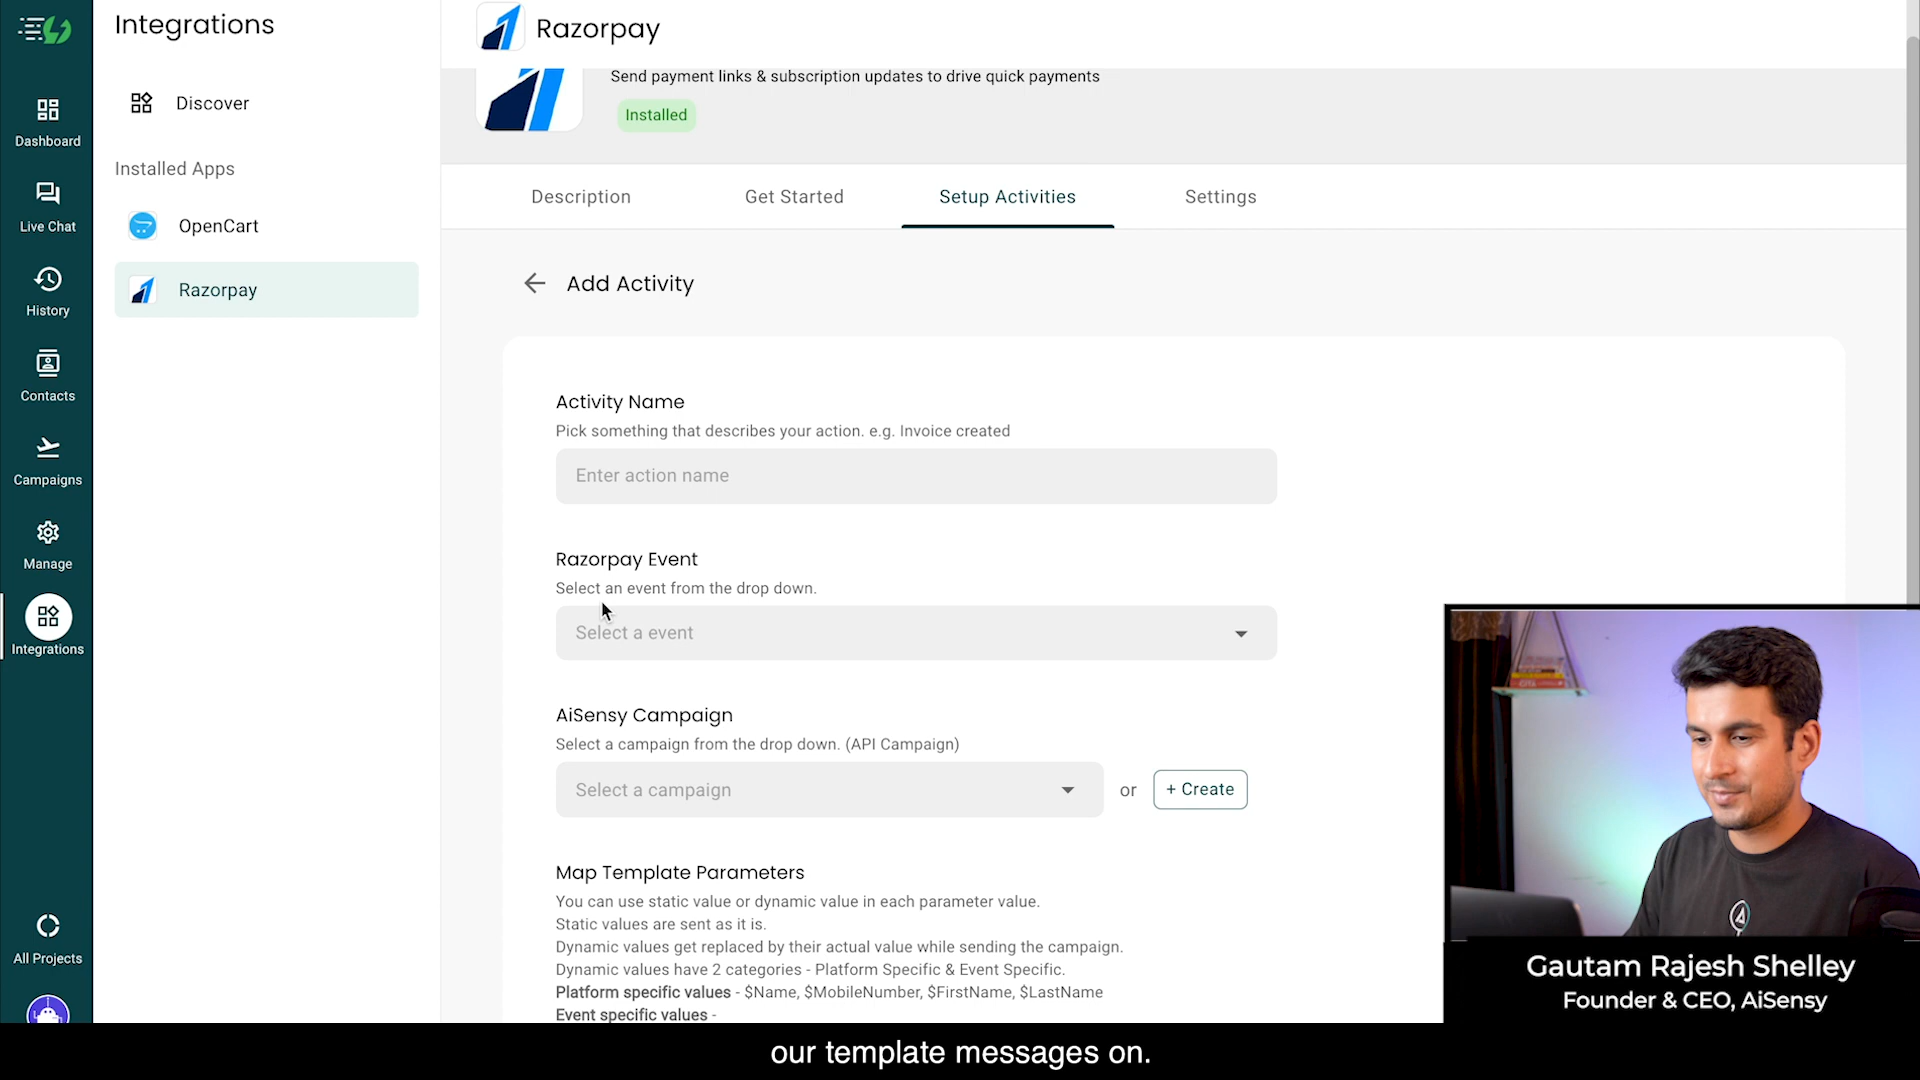 Integrations
Discover
Installed Apps
OpenCart
Razorpay
Dashboard
Live Chat
History
Contacts
Campaigns
Manage
Integrations
All Projects
Razorpay
Send payment links & subscription updates to drive quick payments
Installed
Description
Get Started
Setup Activities
Settings
Add Activity
Activity Name
Pick something that describes your action. e.g. Invoice created
Enter action name
Razorpay Event
Select an event from the drop down.
Select a event
AiSensy Campaign
Select a campaign from the drop down. (API Campaign)
Select a campaign
or
+ Create
Map Template Parameters
You can use static value or dynamic value in each parameter value.
Static values are sent as it is.
Dynamic values get replaced by their actual value while sending the campaign.
Dynamic values have 2 categories - Platform Specific & Event Specific.
Platform specific values - $Name, $MobileNumber, $FirstName, $LastName
Event specific values -
Gautam Rajesh Shelley
Founder & CEO, AiSensy
our template messages on.